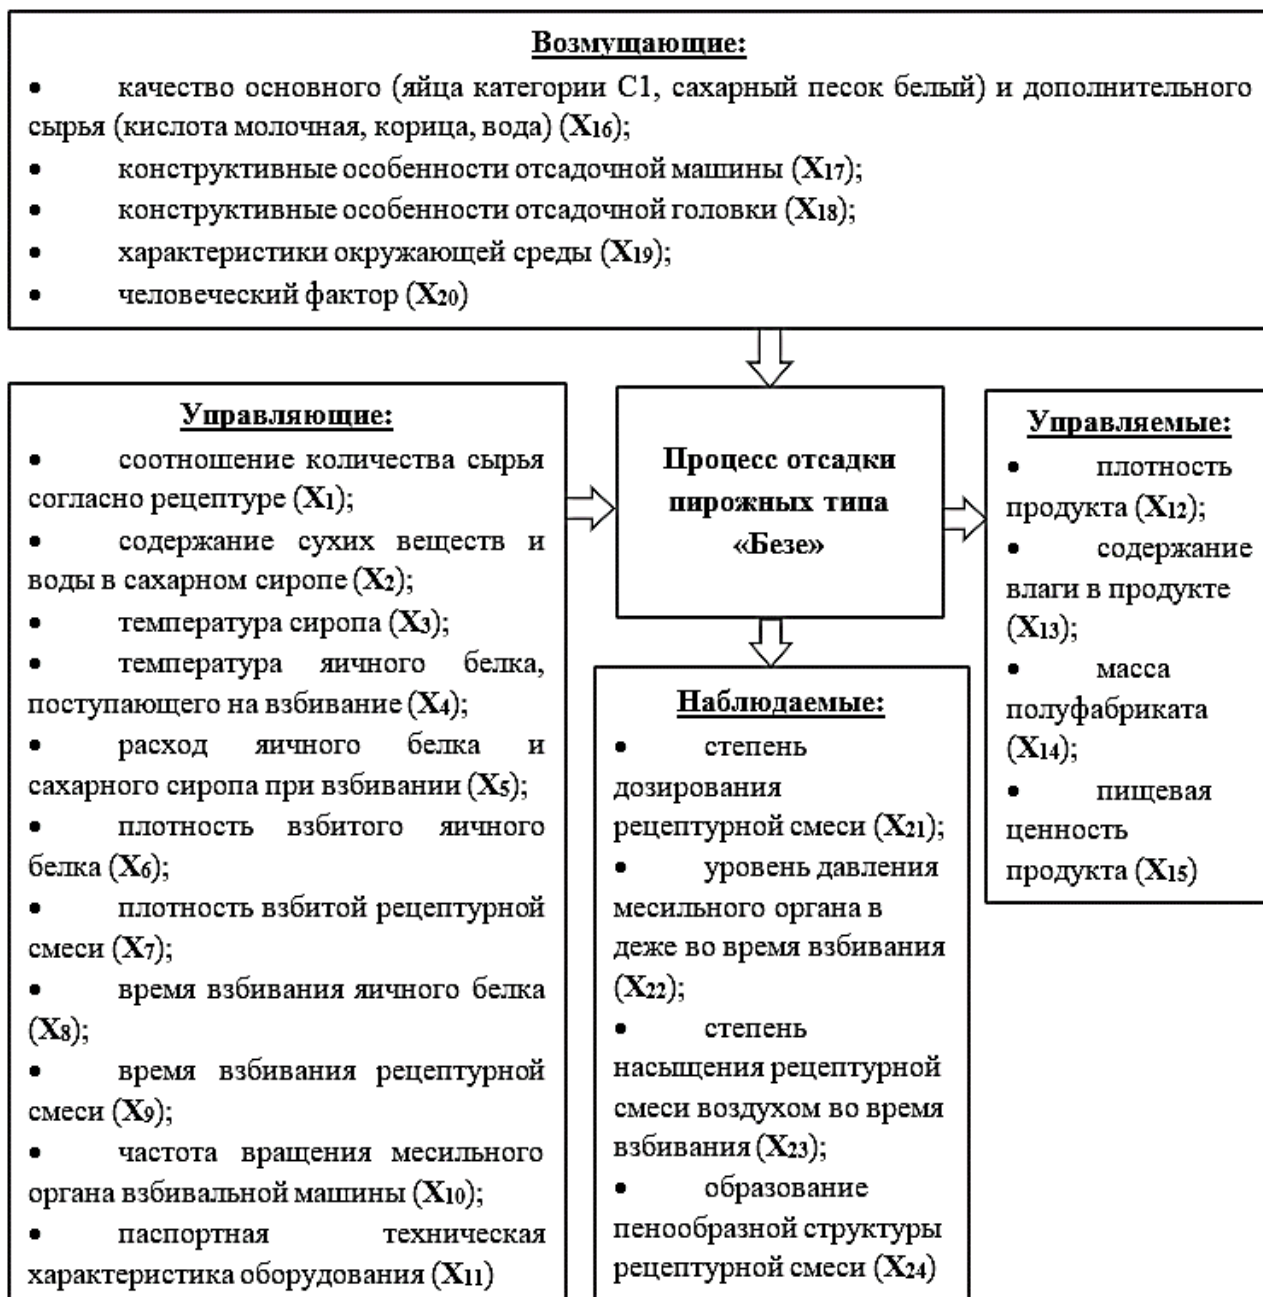 Возмущающие:
• качество основного (яйца категории С1, сахарный песок белый) и дополнительного
сырья (кислота молочная, корица, вода) (X16);
• конструктивные особенности отсадочной машины (X17);
• конструктивные особенности отсадочной головки (X18);
• характеристики окружающей среды (X19);
• человеческий фактор (X20)
Управляющие:
• соотношение количества сырья
согласно рецептуре (X1);
• содержание сухих веществ и
воды в сахарном сиропе (X2);
• температура сиропа (X3);
• температура яичного белка,
поступающего на взбивание (X4);
• расход яичного белка и
сахарного сиропа при взбивании (X5);
• плотность взбитого яичного
белка (X6);
• плотность взбитой рецептурной
смеси (X7);
• время взбивания яичного белка
(X8);
• время взбивания рецептурной
смеси (X9);
• частота вращения месильного
органа взбивальной машины (X10);
• паспортная техническая
характеристика оборудования (X11)
Процесс отсадки
пирожных типа
«Безе»
Наблюдаемые:
• степень
дозирования
рецептурной смеси (X21);
• уровень давления
месильного органа в
деже во время взбивания
(X22);
• степень
насыщения рецептурной
смеси воздухом во время
взбивания (X23);
• образование
пенообразной структуры
рецептурной смеси (X24)
Управляемые:
• плотность
продукта (X12);
• содержание
влаги в продукте
(X13);
• масса
полуфабриката
(X14);
• пищевая
ценность
продукта (X15)